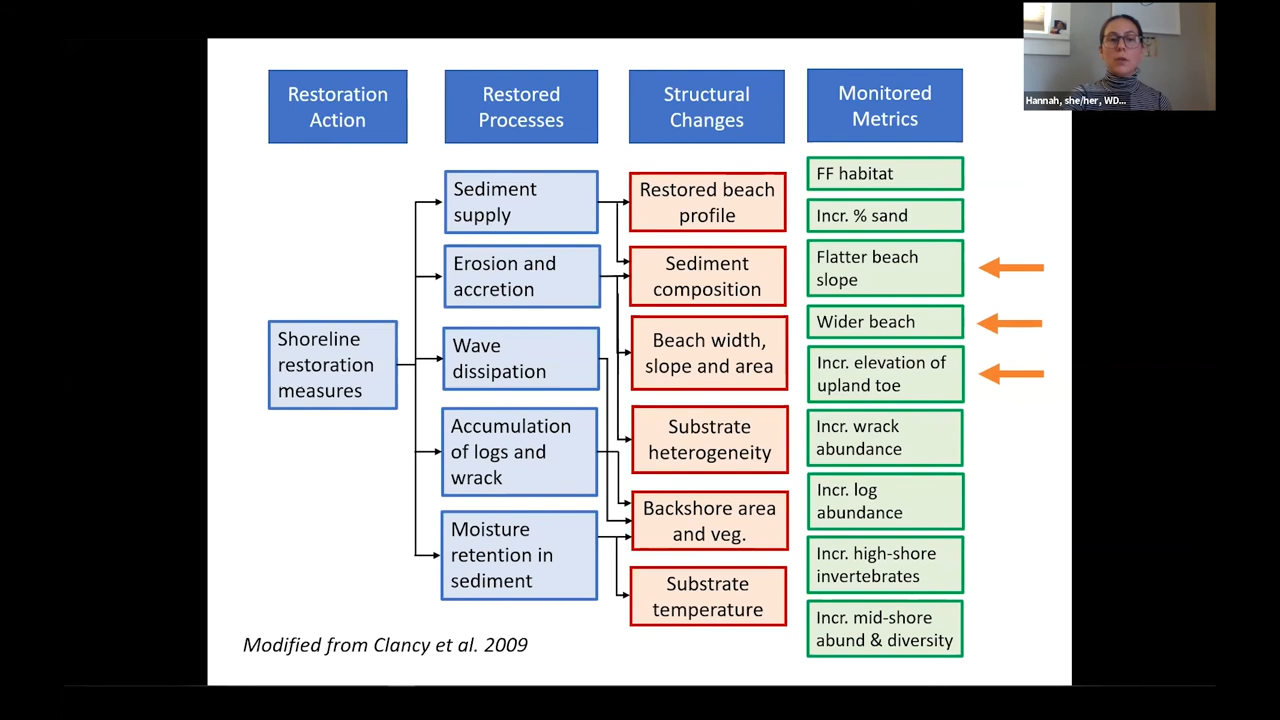 Restoration
Action
Restored
Processes
Structural
Changes
Monitored
Metrics
Shoreline
restoration
measures
Sediment
supply
Erosion and
accretion
Wave
dissipation
Accumulation
of logs and
wrack
Moisture
retention in
sediment
Restored beach
profile
Sediment
composition
Beach width,
slope and area
Substrate
heterogeneity
Backshore area
and veg.
Substrate
temperature
FF habitat
Incr. % sand
Flatter beach
slope
Wider beach
Incr. elevation of
upland toe
Incr. wrack
abundance
Incr. log
abundance
Incr. high-shore
invertebrates
Incr. mid-shore
abund & diversity
Modified from Clancy et al. 2009
Hannah, she/her, WD...